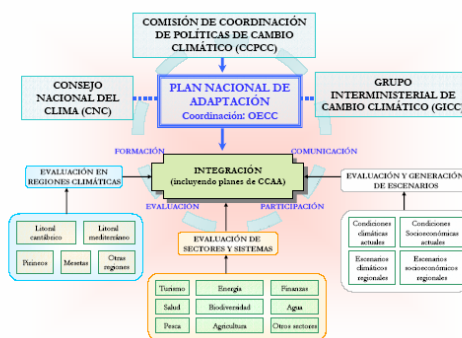 COMISIÓN DE COORDINACIÓN
DE POLÍTICAS DE CAMBIO
CLIMÁTICO (CCPCC)
CONSEJO
NACIONAL DEL
CLIMA (CNC)
PLAN NACIONAL DE
ADAPTACIÓN
Coordinación: OECC
GRUPO
INTERMINISTERIAL DE
CAMBIO CLIMÁTICO (GICC)
FORMACIÓN
COMUNICACIÓN
INTEGRACIÓN
(incluyendo planes de CCAA)
EVALUACIÓN
PARTICIPACIÓN
EVALUACIÓN EN
REGIONES CLIMÁTICAS
Litoral
cantábrico
Litoral
mediterráneo
Pirineos
Mesetas
Otras
regiones
EVALUACIÓN DE
SECTORES Y SISTEMAS
Turismo
Energía
Finanzas
Salud
Biodiversidad
Agua
Pesca
Agricultura
Otros sectores
EVALUACIÓN Y GENERACIÓN
DE ESCENARIOS
Condiciones
climáticas
actuales
Condiciones
Socioeconómicas
actuales
Escenarios
climáticos
regionales
Escenarios
socioeconómicos
regionales